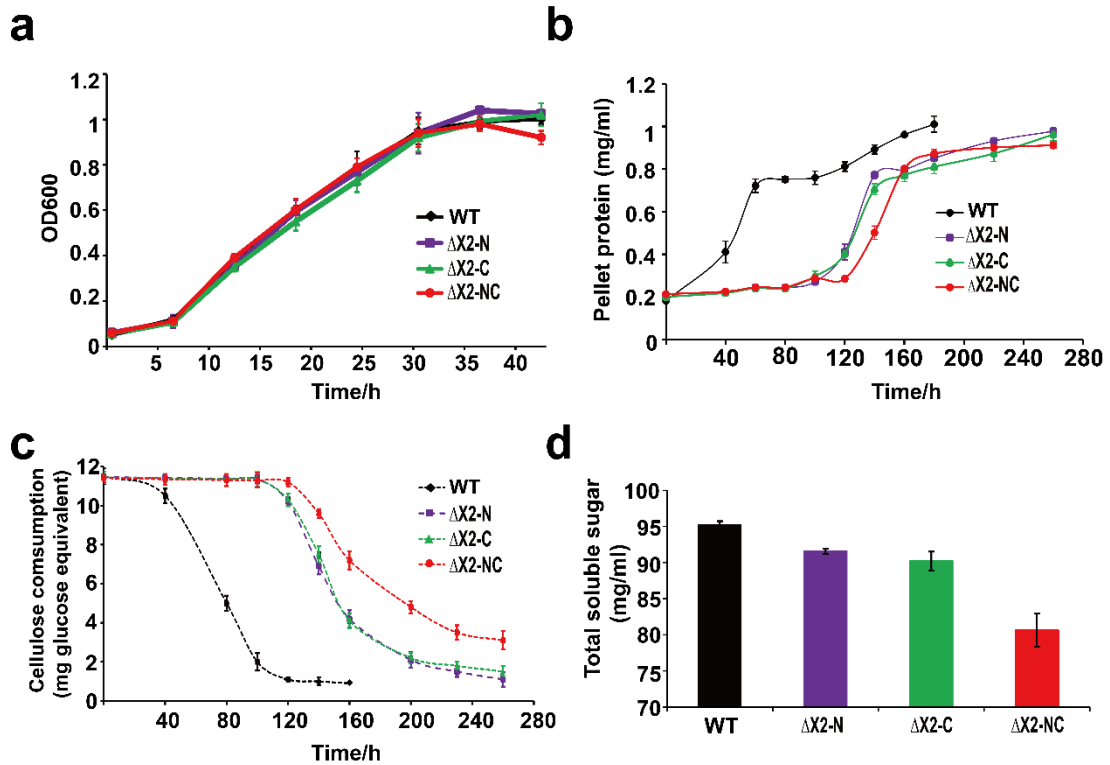 a
OD600
1.2
1
0.8
0.6
0.4
0.2
0
5 10 15 20 25 30 35 40
Time/h
WT
ΔX2-N
ΔX2-C
ΔX2-NC
b
Pellet protein (mg/ml)
1.2
1
0.8
0.6
0.4
0.2
0
40 80 120 160 200 240 280
Time/h
WT
ΔX2-N
ΔX2-C
ΔX2-NC
c
Cellulose comsumption
(mg glucose equivalent)
12
10
8
6
4
2
0
40 80 120 160 200 240 280
Time/h
WT
ΔX2-N
ΔX2-C
ΔX2-NC
d
Total soluble sugar
(mg/ml)
100
95
90
85
80
75
70
WT ΔX2-N ΔX2-C ΔX2-NC